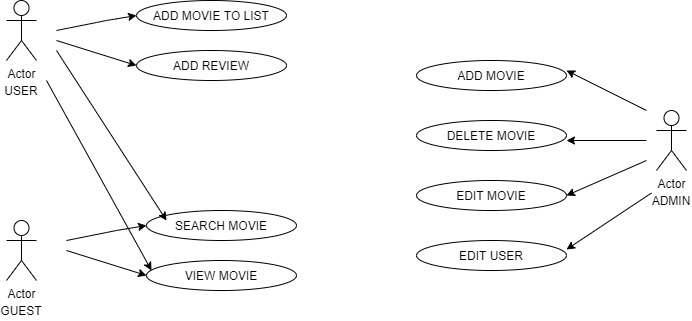 ADD MOVIE TO LIST
ADD REVIEW
Actor
USER
SEARCH MOVIE
VIEW MOVIE
Actor
GUEST
ADD MOVIE
DELETE MOVIE
EDIT MOVIE
EDIT USER
Actor
ADMIN